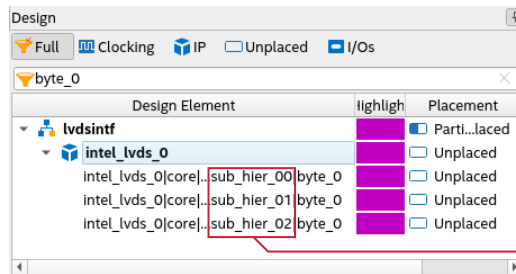 Design
Full Clocking IP Unplaced I/Os
byte_0
Design Element Highligh Placement
lvdsintf Parti...laced
intel_lvds_0 Unplaced
intel_lvds_0|core|...sub_hier_00|byte_0 Unplaced
intel_lvds_0|core|...sub_hier_01|byte_0 Unplaced
intel_lvds_0|core|...sub_hier_02|byte_0 Unplaced